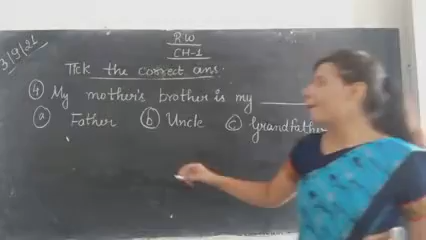 3/9/21
RW
CH-1
Tick the correct ans:
④ My mother's brother is my ______
ⓐ Father ⓑ Uncle ⓒ Grandfather